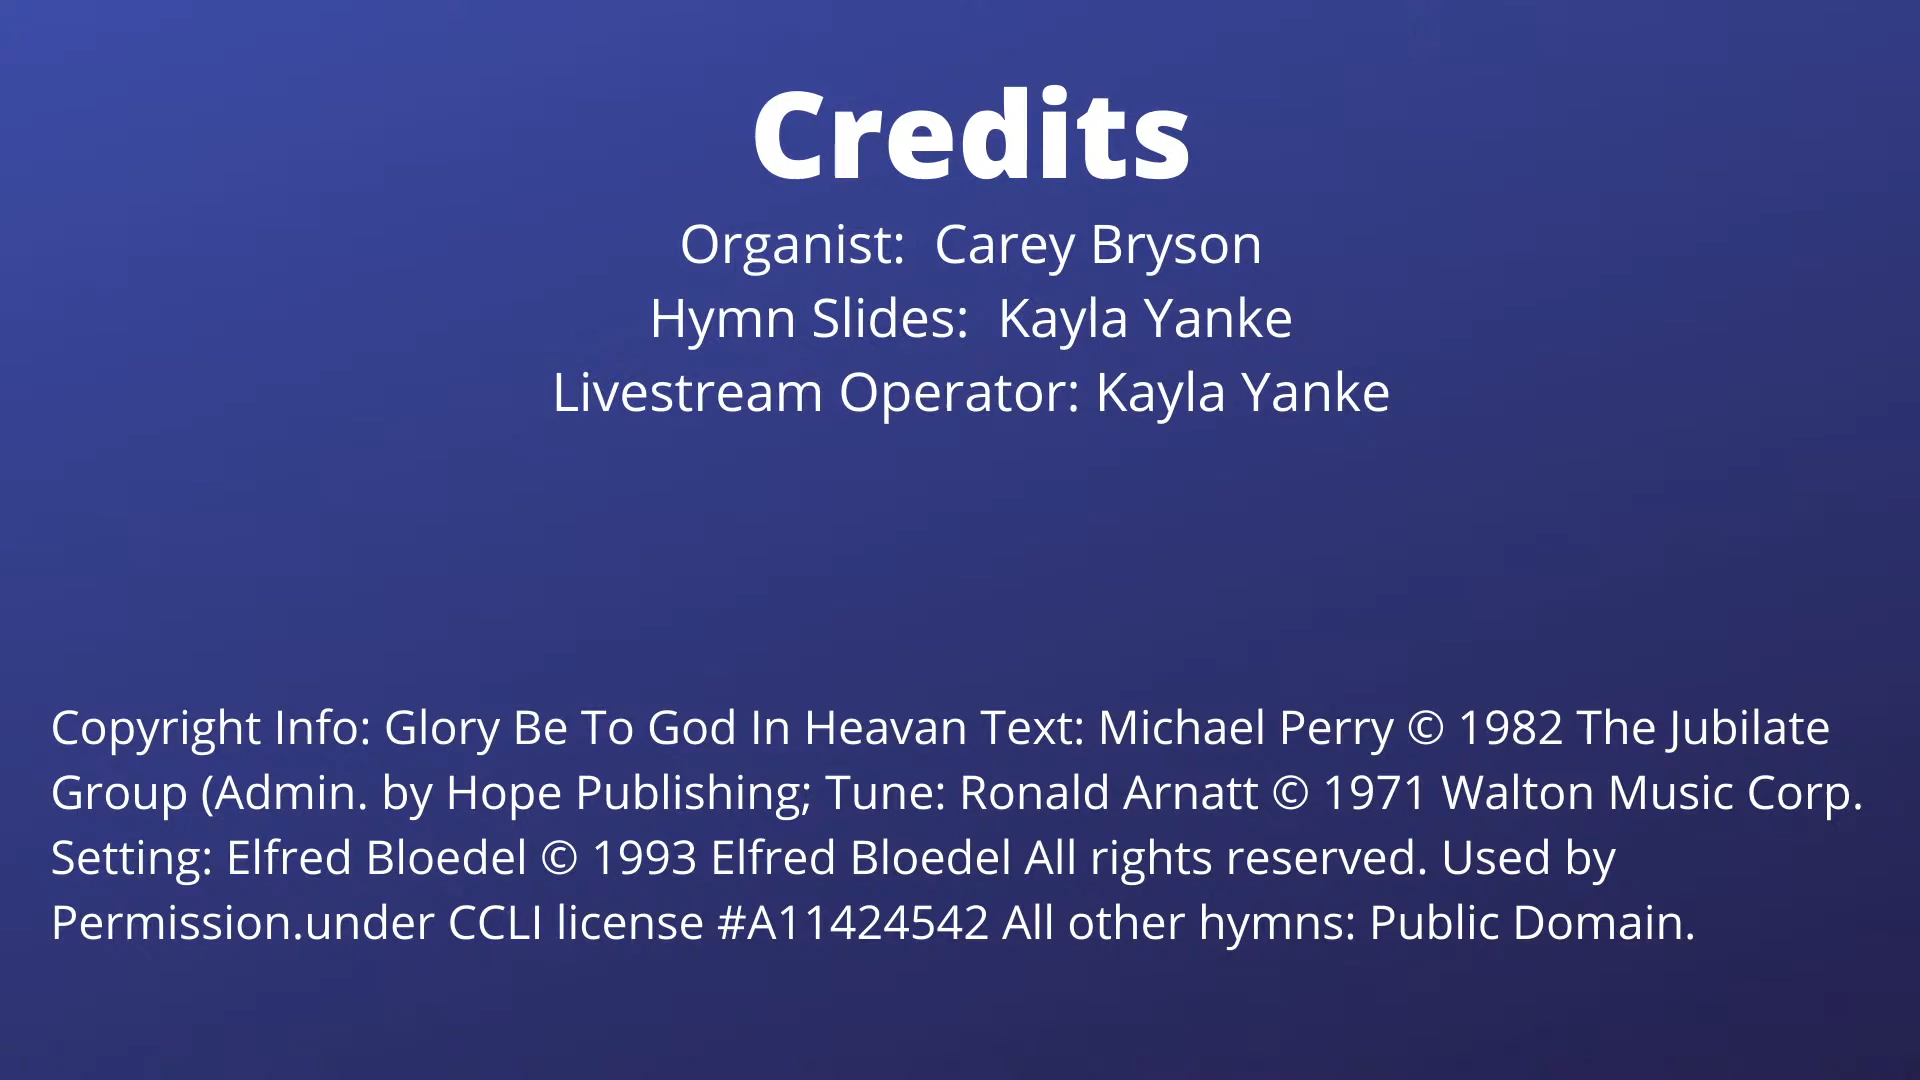 Credits
Organist:  Carey Bryson
Hymn Slides:  Kayla Yanke
Livestream Operator: Kayla Yanke
Copyright Info: Glory Be To God In Heavan Text: Michael Perry © 1982 The Jubilate
Group (Admin. by Hope Publishing; Tune: Ronald Arnatt © 1971 Walton Music Corp.
Setting: Elfred Bloedel © 1993 Elfred Bloedel All rights reserved. Used by
Permission.under CCLI license #A11424542 All other hymns: Public Domain.